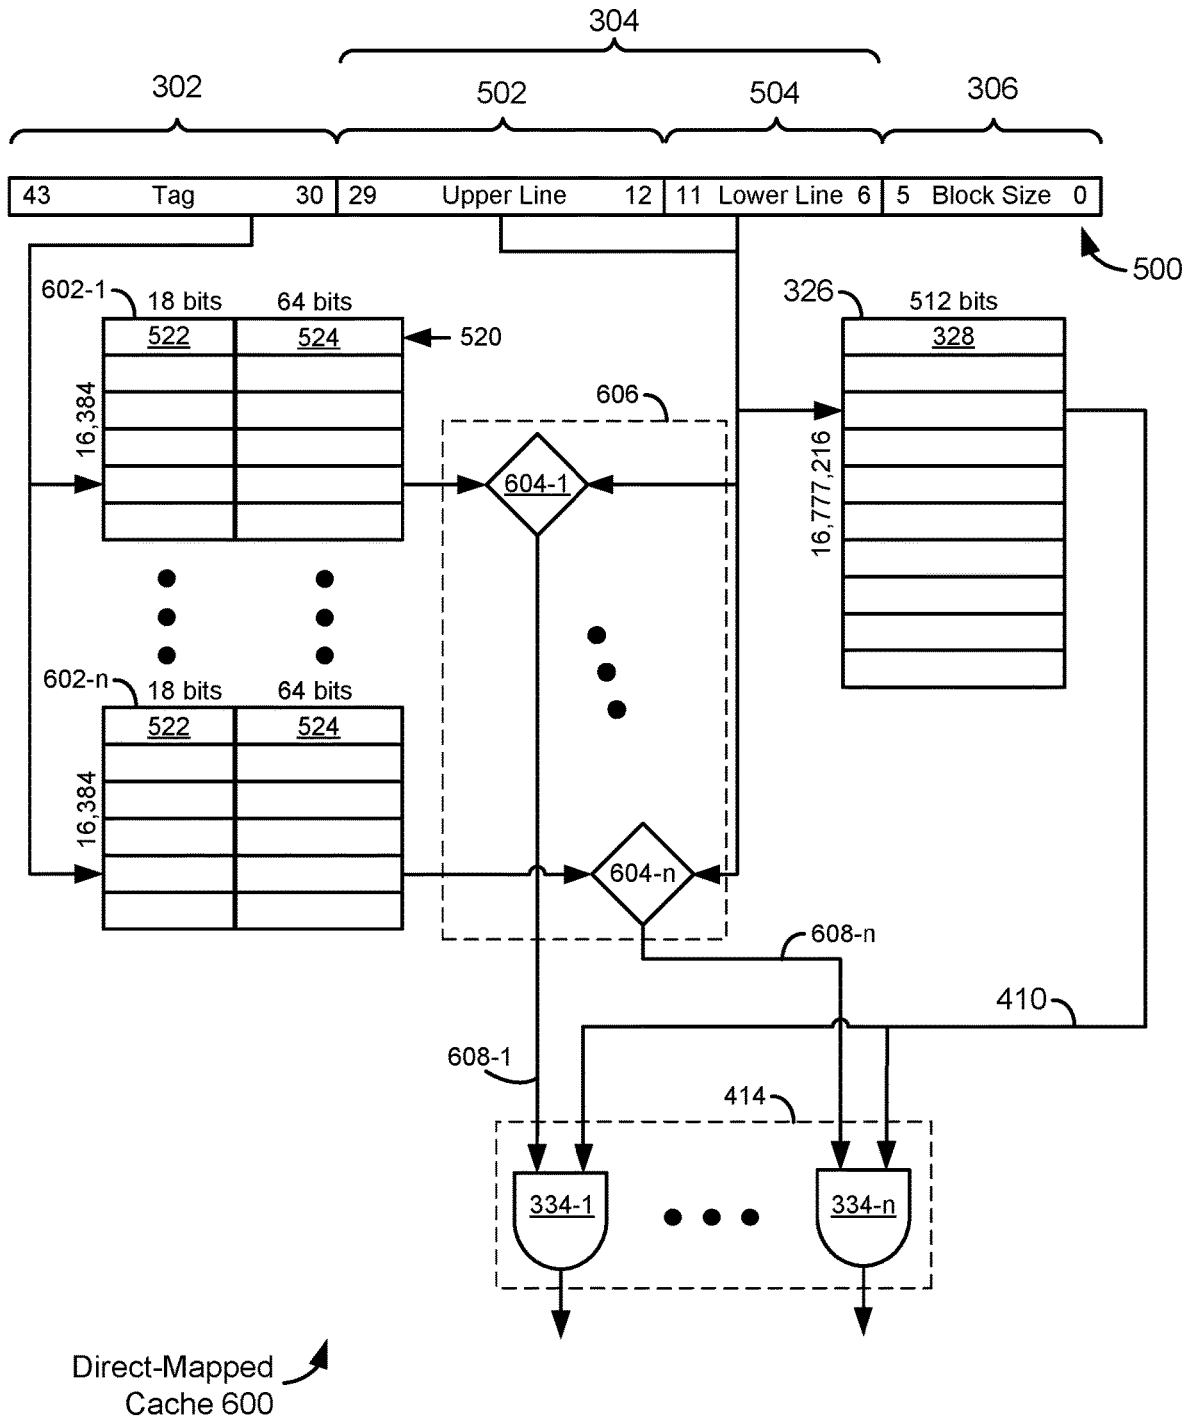 304
302
502
504
306
43 Tag 30 29 Upper Line 12 11 Lower Line 6 5 Block Size 0
500
602-1 18 bits 64 bits
326 512 bits
522 524
520
328
16,384
606
604-1
16,777,216
602-n 18 bits 64 bits
522 524
16,384
604-n
608-n
410
608-1
414
334-1
334-n
Direct-Mapped
Cache 600